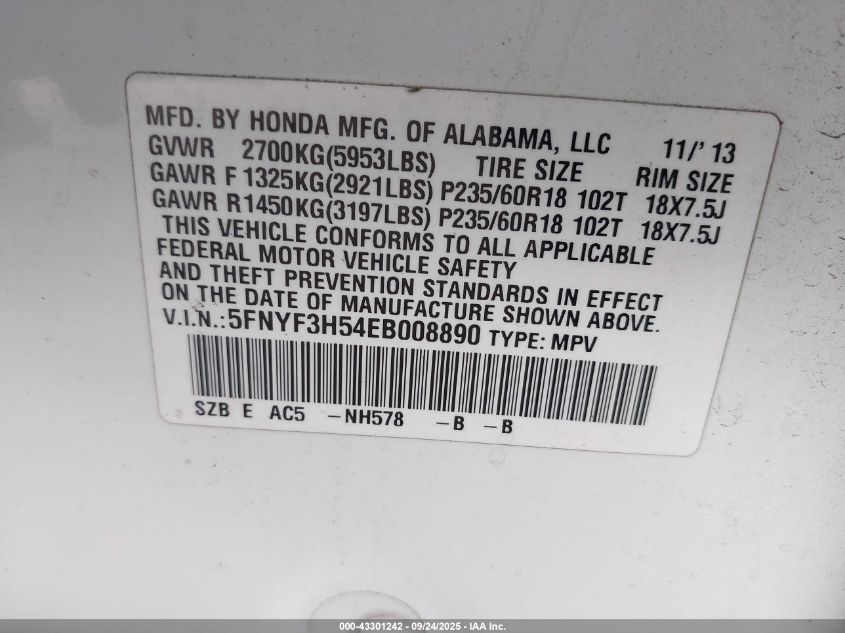 MFD. BY HONDA MFG. OF ALABAMA, LLC 11/' 13
GVWR 2700KG(5953LBS) TIRE SIZE RIM SIZE
GAWR F 1325KG(2921LBS) P235/60R18 102T 18X7.5J
GAWR R1450KG(3197LBS) P235/60R18 102T 18X7.5J
THIS VEHICLE CONFORMS TO ALL APPLICABLE
FEDERAL MOTOR VEHICLE SAFETY
AND THEFT PREVENTION STANDARDS IN EFFECT
ON THE DATE OF MANUFACTURE SHOWN ABOVE.
V.I.N.:5FNYF3H54EB008890 TYPE: MPV
SZB E AC5 –NH578 –B –B
000-43301242 - 09/24/2025 - IAA Inc.